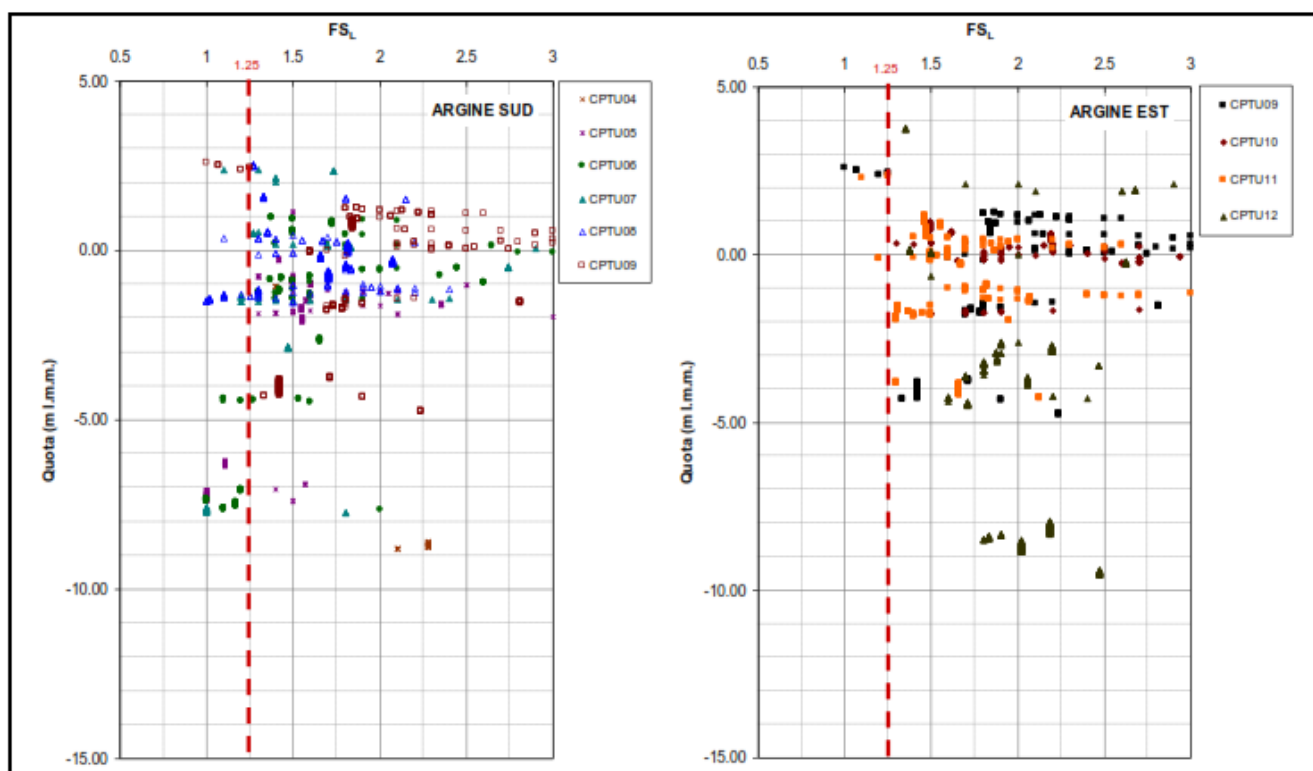 FS_L
0.5 1 1.5 2 2.5 3
1.25
5.00
0.00
-5.00
-10.00
-15.00
Quota (m l.m.m.)
ARGINE SUD
CPTU04
CPTU05
CPTU06
CPTU07
CPTU08
CPTU09
FS_L
0.5 1 1.5 2 2.5 3
1.25
5.00
0.00
-5.00
-10.00
-15.00
Quota (m l.m.m.)
ARGINE EST
CPTU09
CPTU10
CPTU11
CPTU12